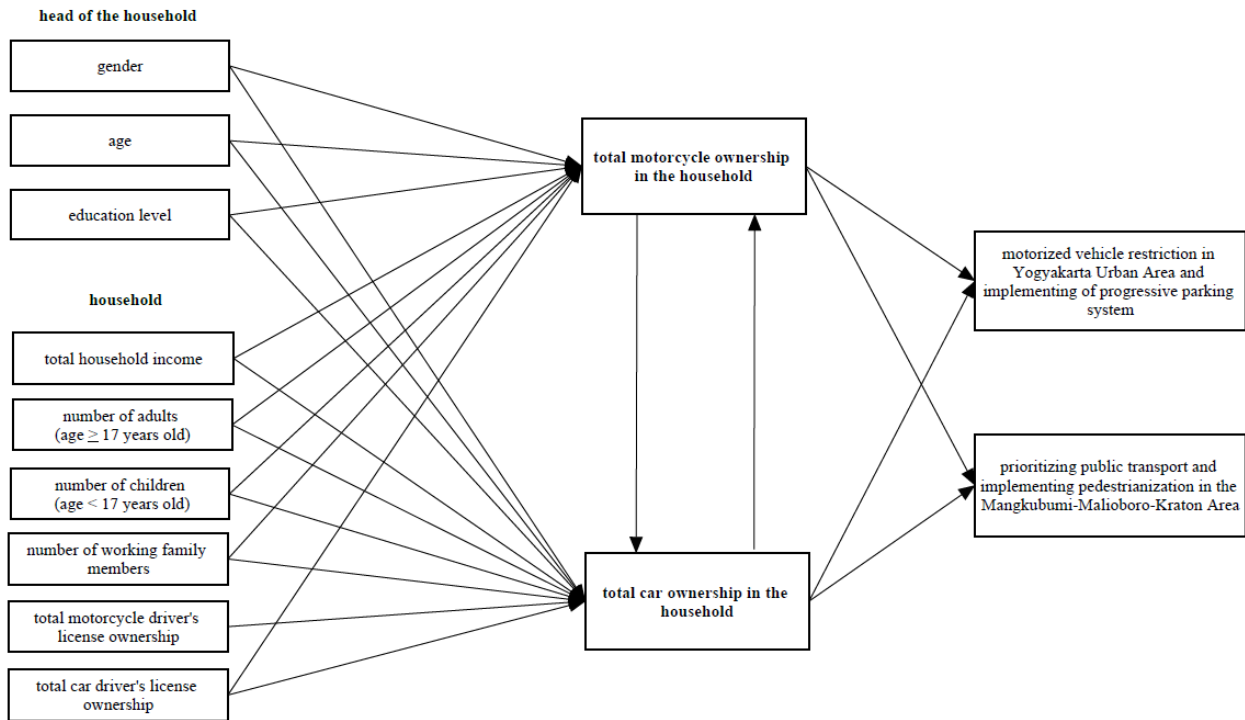 head of the household
gender
age
education level
household
total household income
number of adults
(age ≥ 17 years old)
number of children
(age < 17 years old)
number of working family
members
total motorcycle driver's
license ownership
total car driver's license
ownership
total motorcycle ownership
in the household
total car ownership in the
household
motorized vehicle restriction in
Yogyakarta Urban Area and
implementing of progressive parking
system
prioritizing public transport and
implementing pedestrianization in the
Mangkubumi-Malioboro-Kraton Area